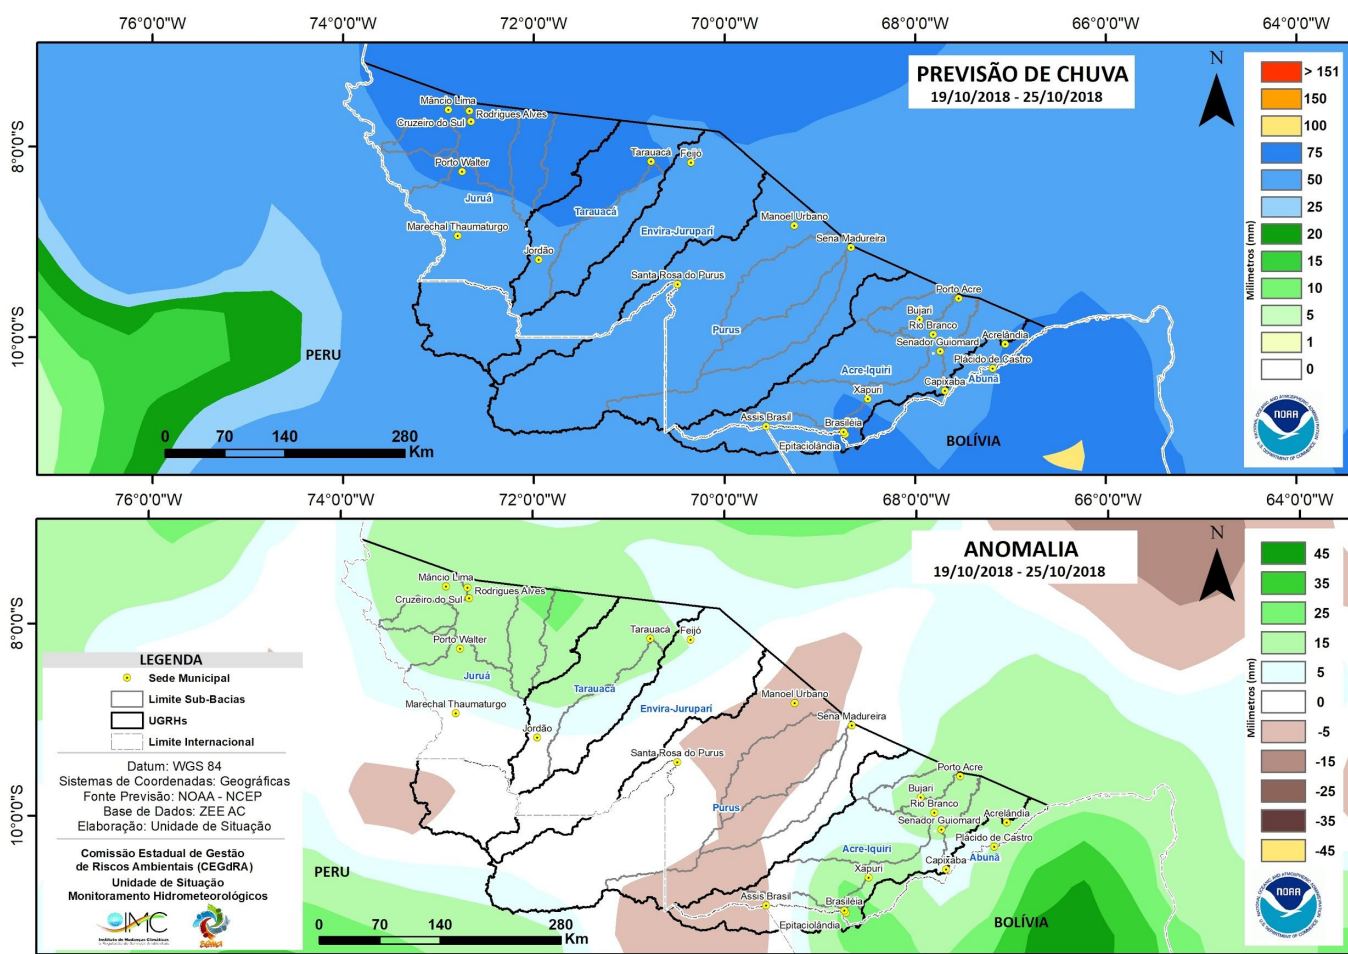 76°0'0"W 74°0'0"W 72°0'0"W 70°0'0"W 68°0'0"W 66°0'0"W 64°0'0"W
PREVISÃO DE CHUVA
19/10/2018 - 25/10/2018
N
8°0'0"S
10°0'0"S
Mâncio Lima
Rodrigues Alves
Cruzeiro do Sul
Porto Walter
Juruá
Marechal Thaumaturgo
Tarauacá
Feijó
Tarauacá
Envira-Juruparí
Jordão
Manoel Urbano
Sena Madureira
Santa Rosa do Purus
Purus
Porto Acre
Bujari
Rio Branco
Acrelândia
Senador Guiomard
Plácido de Castro
Acre-Iquiri
Abunã
Capixaba
Xapuri
Assis Brasil
Brasiléia
Epitaciolândia
PERU
BOLÍVIA
0 70 140 280
Km
Milimetros (mm)
> 151
150
100
75
50
25
20
15
10
5
1
0
NOAA
76°0'0"W 74°0'0"W 72°0'0"W 70°0'0"W 68°0'0"W 66°0'0"W 64°0'0"W
ANOMALIA
19/10/2018 - 25/10/2018
N
8°0'0"S
10°0'0"S
Mâncio Lima
Rodrigues Alves
Cruzeiro do Sul
Porto Walter
Juruá
Marechal Thaumaturgo
Tarauacá
Feijó
Tarauacá
Envira-Juruparí
Jordão
Manoel Urbano
Sena Madureira
Santa Rosa do Purus
Purus
Porto Acre
Bujari
Rio Branco
Acrelândia
Senador Guiomard
Plácido de Castro
Acre-Iquiri
Abunã
Capixaba
Xapuri
Assis Brasil
Brasiléia
Epitaciolândia
PERU
BOLÍVIA
0 70 140 280
Km
Milimetros (mm)
45
35
25
15
5
0
-5
-15
-25
-35
-45
NOAA
LEGENDA
Sede Municipal
Limite Sub-Bacias
UGRHs
Limite Internacional
Datum: WGS 84
Sistemas de Coordenadas: Geográficas
Fonte Previsão: NOAA - NCEP
Base de Dados: ZEE AC
Elaboração: Unidade de Situação
Comissão Estadual de Gestão
de Riscos Ambientais (CEGdRA)
Unidade de Situação
Monitoramento Hidrometeorológicos
IMC